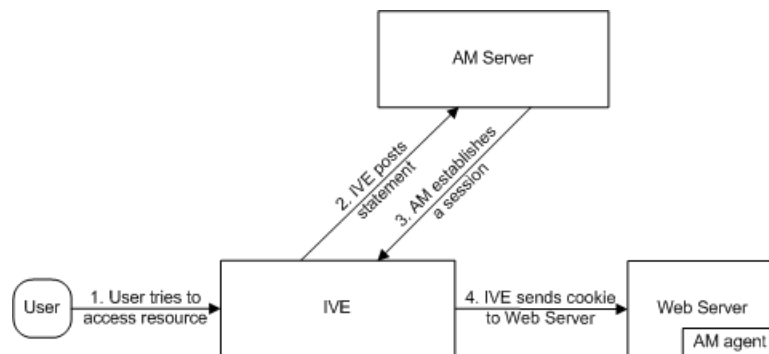 AM Server
2. IVE posts
statement
3. AM establishes
a session
User
1. User tries to
access resource
IVE
4. IVE sends cookie
to Web Server
Web Server
AM agent